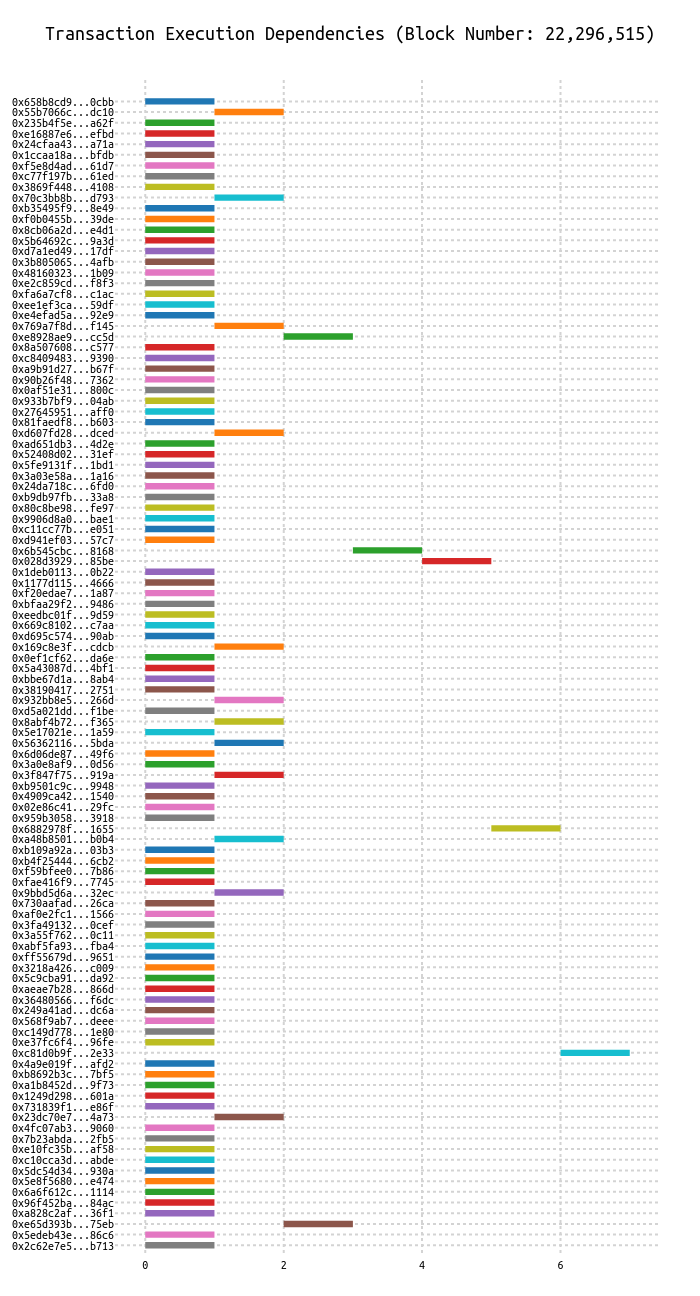 Transaction Execution Dependencies (Block Number: 22,296,515)
0x658b8cd9...0cbb
0x55b7066c...dc10
0x235b4f5e...a62f
0xe16887e6...efbd
0x24cfaa43...a71a
0x1ccaa18a...bfdb
0xf5e8d4ad...61d7
0xc77f197b...61ed
0x3869f448...4108
0x70c3bb8b...d793
0xb35495f9...8e49
0xf0b0455b...39de
0x8cb06a2d...e4d1
0x5b64692c...9a3d
0xd7a1ed49...17df
0x3b805065...4afb
0x48160323...1b09
0xe2c859cd...f8f3
0xfa6a7cf8...c1ac
0xee1ef3ca...59df
0xe4efad5a...92e9
0x769a7f8d...f145
0xe8928ae9...cc5d
0x8a507608...c577
0xc8409483...9390
0xa9b91d27...b67f
0x90b26f48...7362
0x0af51e31...800c
0x933b7bf9...04ab
0x27645951...aff0
0x81faedf8...b603
0xd607fd28...dced
0xad651db3...4d2e
0x52408d02...31ef
0x5fe9131f...1bd1
0x3a03e58a...1a16
0x24da718c...6fd0
0xb9db97fb...33a8
0x80c8be98...fe97
0x9906d8a0...bae1
0xc11cc77b...e051
0xd941ef03...57c7
0x6b545cbc...8168
0x028d3929...85be
0x1deb0113...0b22
0x1177d115...4666
0xf20edae7...1a87
0xbfaa29f2...9486
0xeedbc01f...9d59
0x669c8102...c7aa
0xd695c574...90ab
0x169c8e3f...cdcb
0x0ef1cf62...da6e
0x5a43087d...4bf1
0xbbe67d1a...8ab4
0x38190417...2751
0x932bb8e5...266d
0xd5a021dd...f1be
0x8abf4b72...f365
0x5e17021e...1a59
0x56362116...5bda
0x6d06de87...49f6
0x3a0e8af9...0d56
0x3f847f75...919a
0xb9501c9c...9948
0x4909ca42...1540
0x02e86c41...29fc
0x959b3058...3918
0x6882978f...1655
0xa48b8501...b0b4
0xb109a92a...03b3
0xb4f25444...6cb2
0xf59bfee0...7b86
0xfae416f9...7745
0x9bbd5d6a...32ec
0x730aafad...26ca
0xaf0e2fc1...1566
0x3fa49132...0cef
0x3a55f762...0c11
0xabf5fa93...fba4
0xff55679d...9651
0x3218a426...c009
0x5c9cba91...da92
0xaeae7b28...866d
0x36480566...f6dc
0x249a41ad...dc6a
0x568f9ab7...deee
0xc149d778...1e80
0xe37fc6f4...96fe
0xc81d0b9f...2e33
0x4a9e019f...afd2
0xb8692b3c...7bf5
0xa1b8452d...9f73
0x1249d298...601a
0x731839f1...e86f
0x23dc70e7...4a73
0x4fc07ab3...9060
0x7b23abda...2fb5
0xe10fc35b...af58
0xc10cca3d...abde
0x5dc54d34...930a
0x5e8f5680...e474
0x6a6f612c...1114
0x96f452ba...84ac
0xa828c2af...36f1
0xe65d393b...75eb
0x5edeb43e...86c6
0x2c62e7e5...b713
0 2 4 6